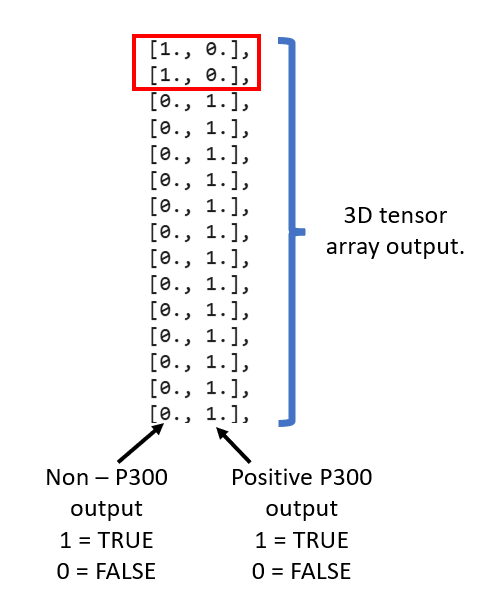 [1., 0.],
[1., 0.],
[0., 1.],
[0., 1.],
[0., 1.],
[0., 1.],
[0., 1.],
[0., 1.],
[0., 1.],
[0., 1.],
[0., 1.],
[0., 1.],
[0., 1.],
[0., 1.],
[0., 1.],
3D tensor
array output.
Non – P300
output
1 = TRUE
0 = FALSE
Positive P300
output
1 = TRUE
0 = FALSE